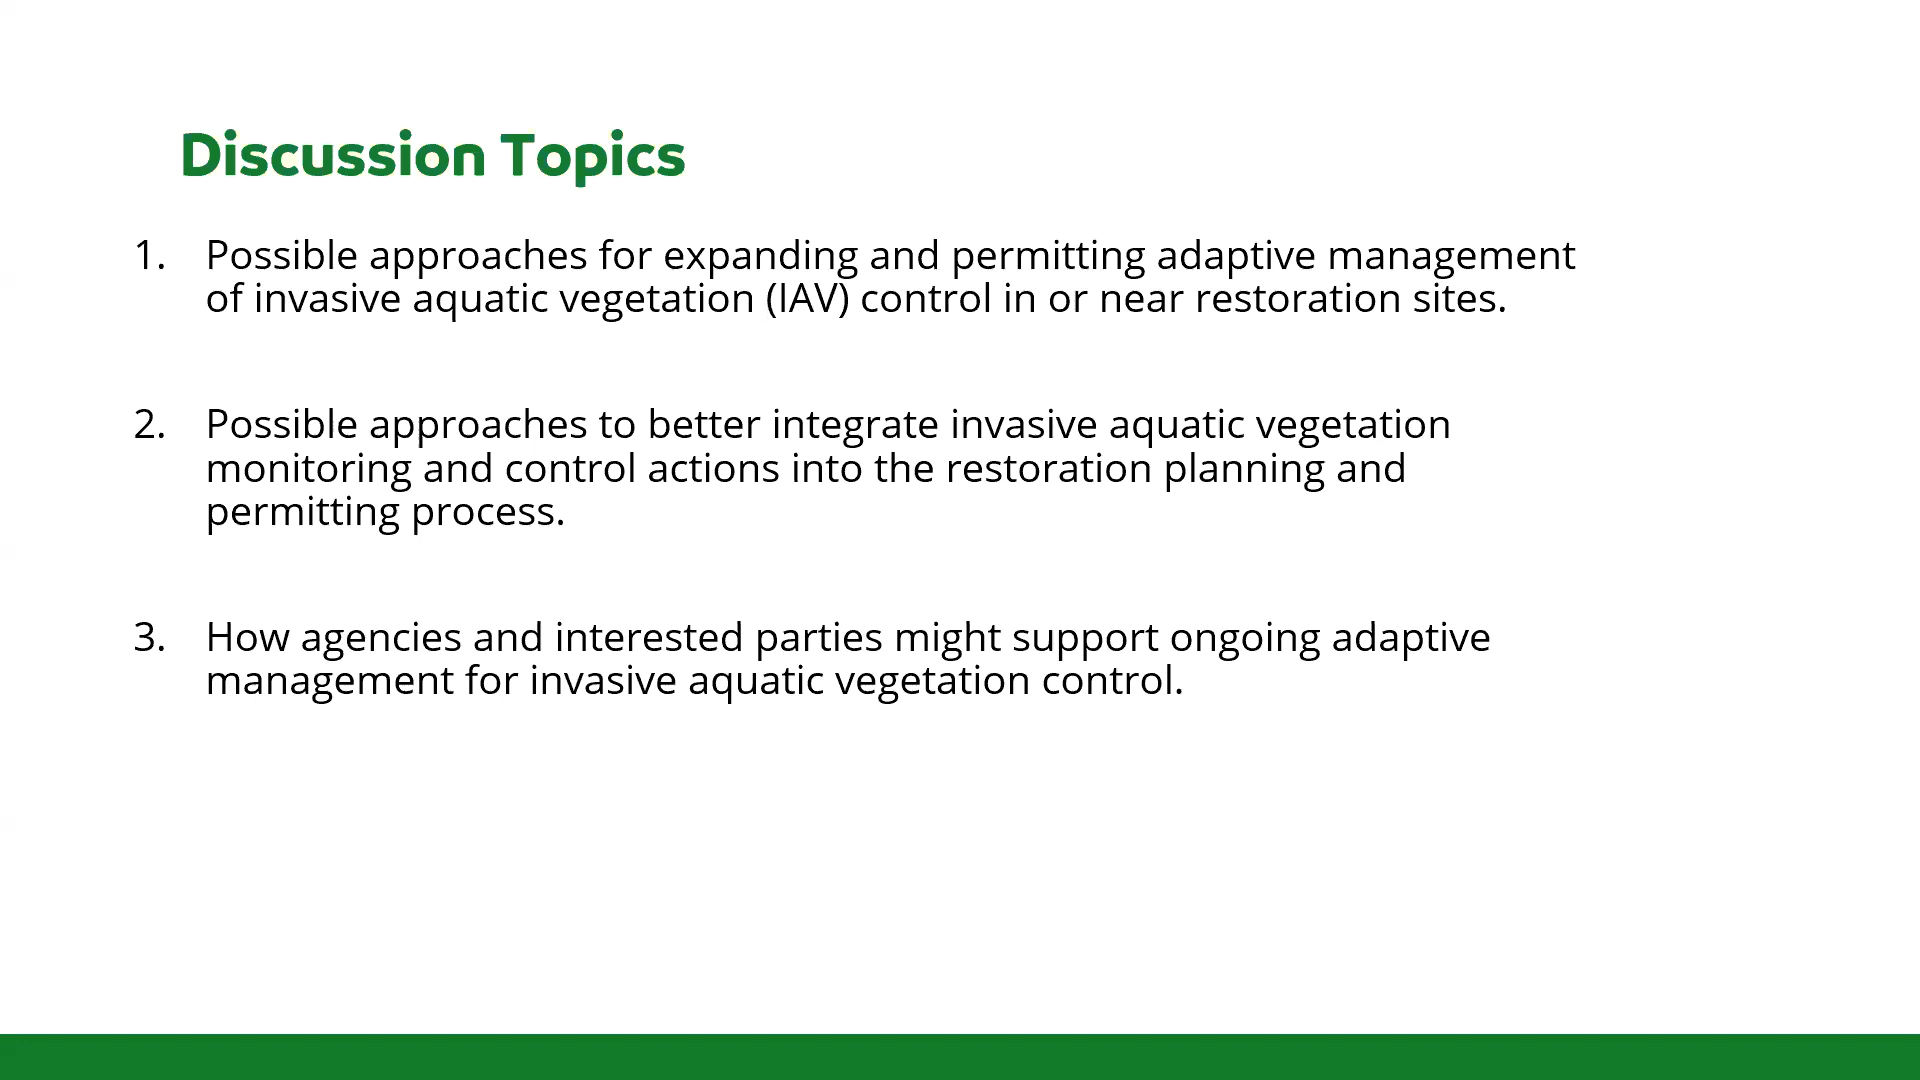 Discussion Topics
1. Possible approaches for expanding and permitting adaptive management
of invasive aquatic vegetation (IAV) control in or near restoration sites.
2. Possible approaches to better integrate invasive aquatic vegetation
monitoring and control actions into the restoration planning and
permitting process.
3. How agencies and interested parties might support ongoing adaptive
management for invasive aquatic vegetation control.